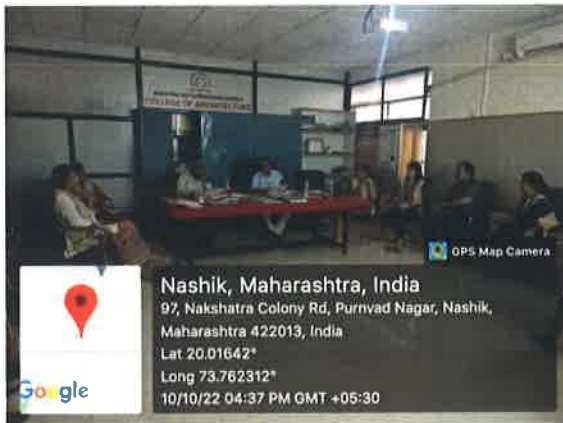 COLLEGE OF ARCHITECTURE
GPS Map Camera
Nashik, Maharashtra, India
97, Nakshatra Colony Rd, Purnvad Nagar, Nashik,
Maharashtra 422013, India
Lat 20.01642°
Long 73.762312°
10/10/22 04:37 PM GMT +05:30
Google